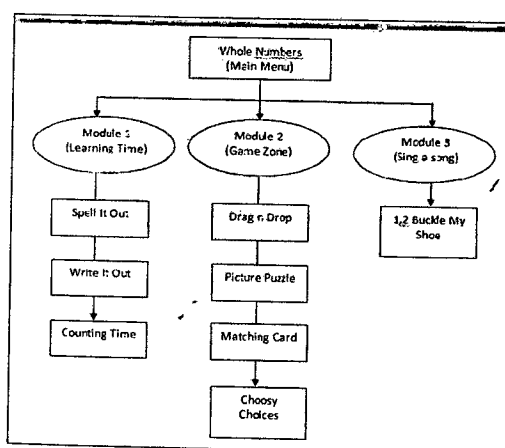 Whole Numbers
(Main Menu)
Module 1
(Learning Time)
Module 2
(Game Zone)
Module 3
(Sing a song)
Spell It Out
Write It Out
Counting Time
Drag n Drop
Picture Puzzle
Matching Card
Choosy
Choices
1,2 Buckle My
Shoe